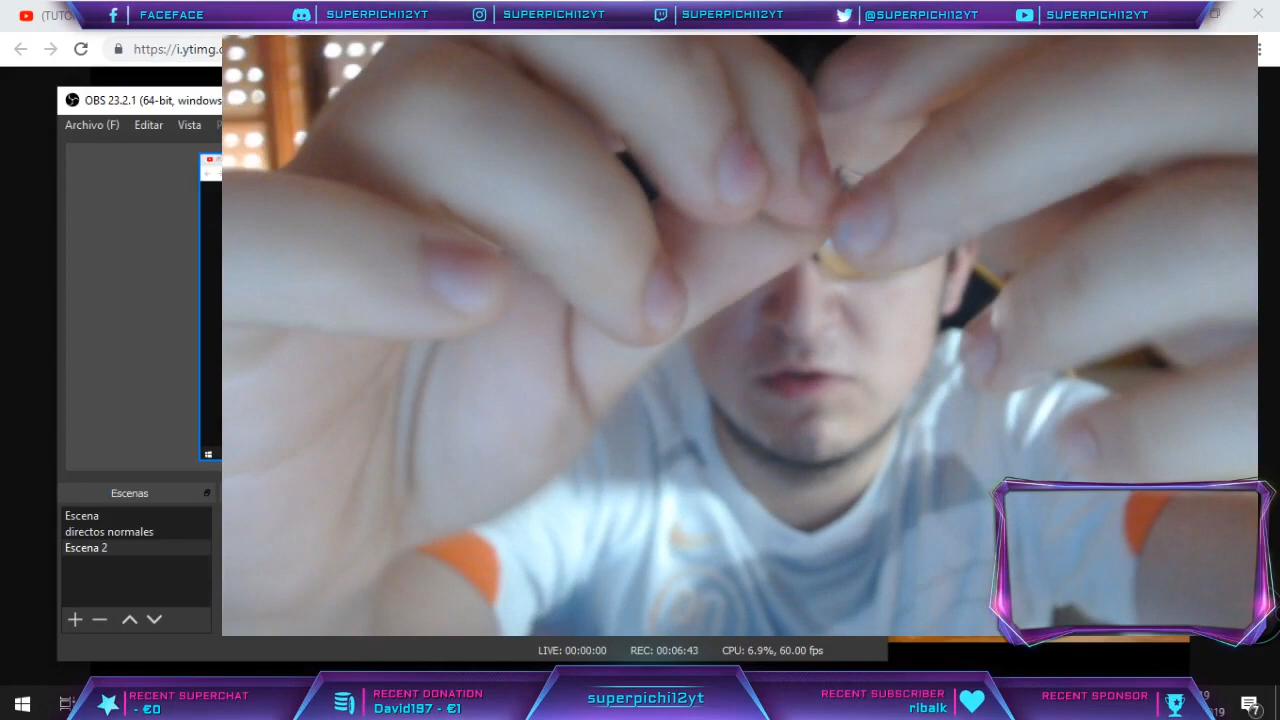 (TUTO
FACEFACE
SUPERPICHI12YT
SUPERPICHI12YT
SUPERPICHI12YT
@SUPERPICHI12YT
SUPERPICHI12YT
https://i.ytimg.c
OBS 23.2.1 (64-bit, windows
Archivo (F) Editar Vista
Escenas
Escena
directos normales
Escena 2
LIVE: 00:00:00 REC: 00:06:43 CPU: 6.9%, 60.00 fps
RECENT SUPERCHAT
- €0
RECENT DONATION
David197 - €1
superpichi12yt
RECENT SUBSCRIBER
ribalk
RECENT SPONSOR